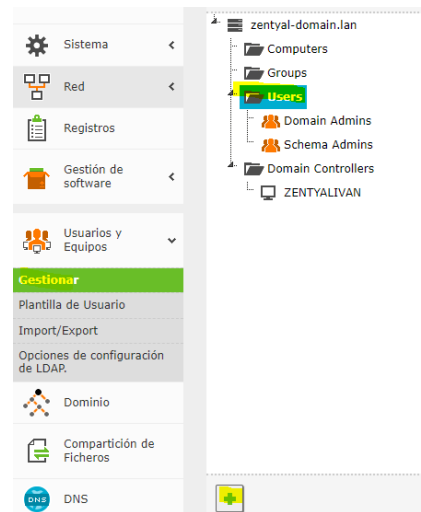 Sistema
Red
Registros
Gestión de
software
Usuarios y
Equipos
Gestionar
Plantilla de Usuario
Import/Export
Opciones de configuración
de LDAP.
Dominio
Compartición de
Ficheros
DNS
DNS
zentyal-domain.lan
Computers
Groups
Users
Domain Admins
Schema Admins
Domain Controllers
ZENTYALIVAN